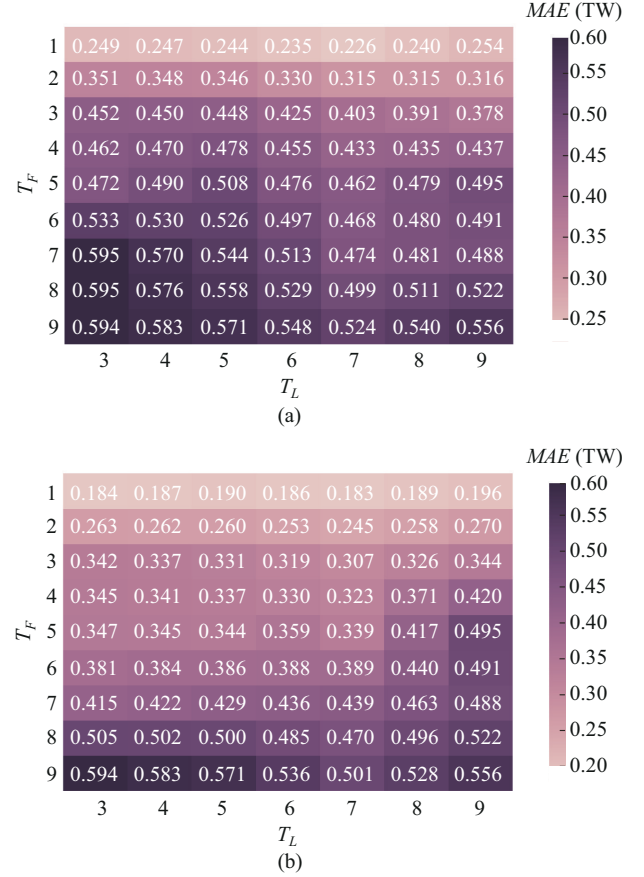 MAE (TW)
1 0.249 0.247 0.244 0.235 0.226 0.240 0.254 0.60
2 0.351 0.348 0.346 0.330 0.315 0.315 0.316 0.55
3 0.452 0.450 0.448 0.425 0.403 0.391 0.378 0.50
4 0.462 0.470 0.478 0.455 0.433 0.435 0.437 0.45
T_F 5 0.472 0.490 0.508 0.476 0.462 0.479 0.495
6 0.533 0.530 0.526 0.497 0.468 0.480 0.491 0.40
7 0.595 0.570 0.544 0.513 0.474 0.481 0.488 0.35
8 0.595 0.576 0.558 0.529 0.499 0.511 0.522 0.30
9 0.594 0.583 0.571 0.548 0.524 0.540 0.556 0.25
3 4 5 6 7 8 9
T_L
(a)
MAE (TW)
1 0.184 0.187 0.190 0.186 0.183 0.189 0.196 0.60
2 0.263 0.262 0.260 0.253 0.245 0.258 0.270 0.55
3 0.342 0.337 0.331 0.319 0.307 0.326 0.344 0.50
4 0.345 0.341 0.337 0.330 0.323 0.371 0.420 0.45
T_F 5 0.347 0.345 0.344 0.359 0.339 0.417 0.495 0.40
6 0.381 0.384 0.386 0.388 0.389 0.440 0.491 0.35
7 0.415 0.422 0.429 0.436 0.439 0.463 0.488 0.30
8 0.505 0.502 0.500 0.485 0.470 0.496 0.522 0.25
9 0.594 0.583 0.571 0.536 0.501 0.528 0.556 0.20
3 4 5 6 7 8 9
T_L
(b)